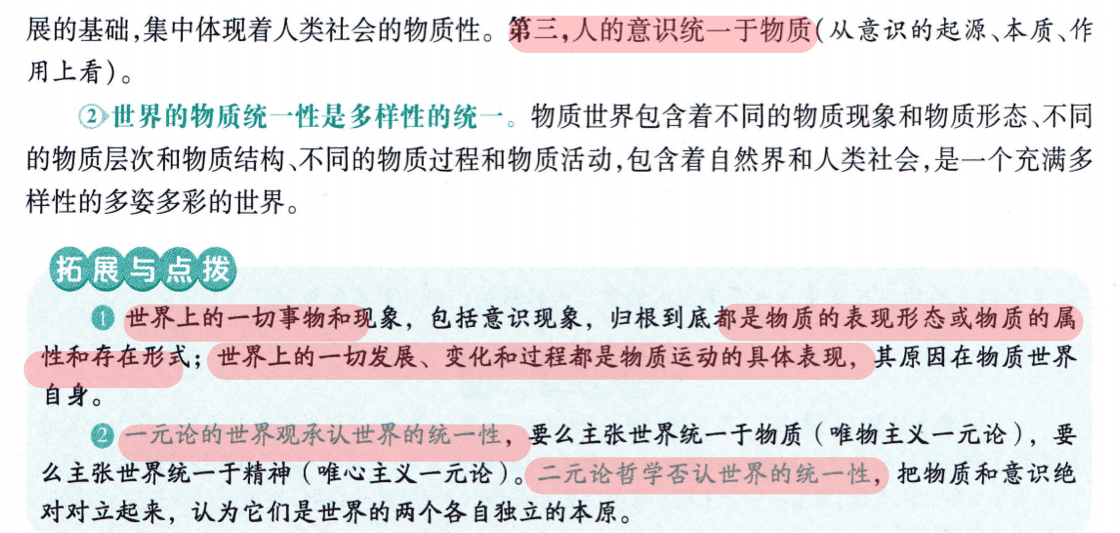 展的基础,集中体现着人类社会的物质性。第三,人的意识统一于物质(从意识的起源、本质、作
用上看)。
②世界的物质统一性是多样性的统一。物质世界包含着不同的物质现象和物质形态、不同
的物质层次和物质结构、不同的物质过程和物质活动,包含着自然界和人类社会,是一个充满多
样性的多姿多彩的世界。
拓展与点拨
❶世界上的一切事物和现象，包括意识现象，归根到底都是物质的表现形态或物质的属
性和存在形式；世界上的一切发展、变化和过程都是物质运动的具体表现，其原因在物质世界
自身。
❷一元论的世界观承认世界的统一性，要么主张世界统一于物质（唯物主义一元论），要
么主张世界统一于精神（唯心主义一元论）。二元论哲学否认世界的统一性，把物质和意识绝
对对立起来，认为它们是世界的两个各自独立的本原。